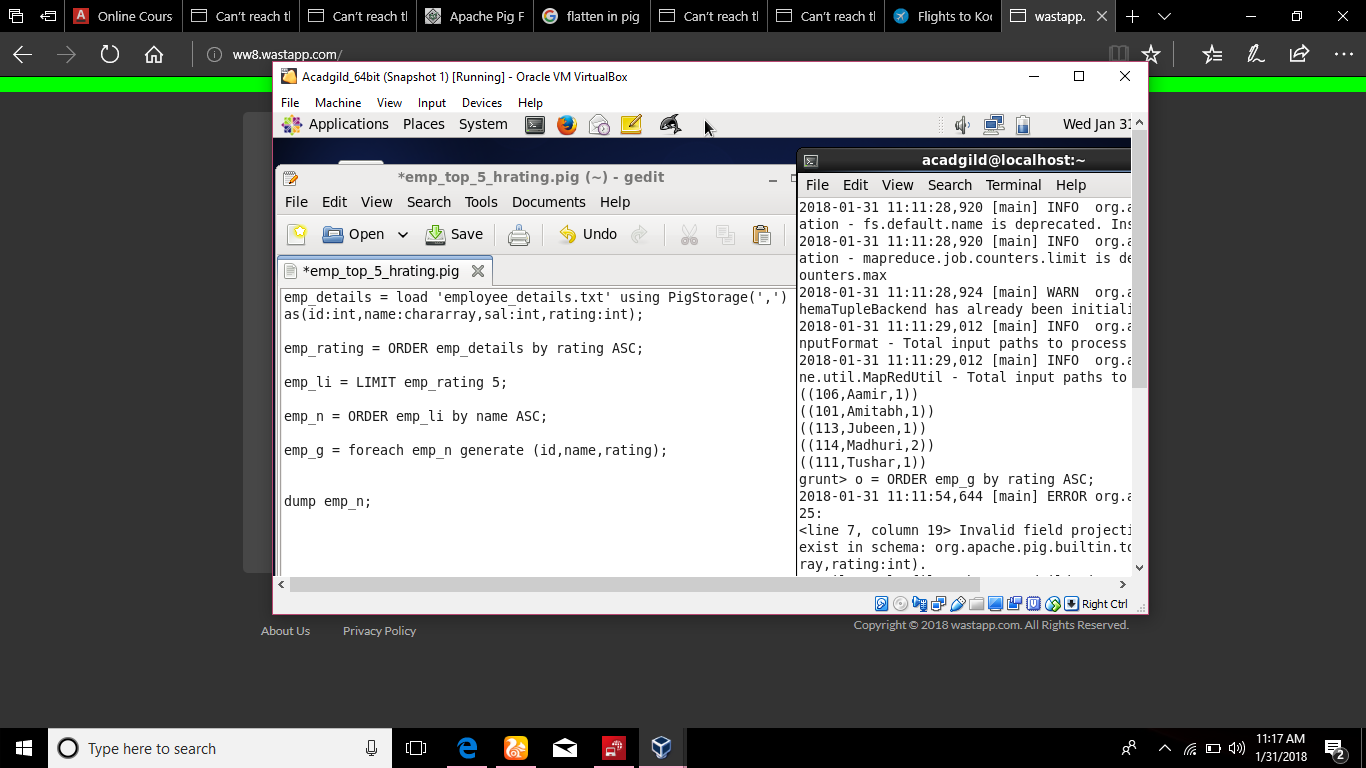 Online Cours
Can't reach tl
Can't reach tl
Apache Pig F
flatten in pig
Can't reach tl
Can't reach tl
Flights to Koc
wastapp.
ww8.wastapp.com/
Acadgild_64bit (Snapshot 1) [Running] - Oracle VM VirtualBox
File Machine View Input Devices Help
Applications Places System
Wed Jan 31
*emp_top_5_hrating.pig (~) - gedit
File Edit View Search Tools Documents Help
Open Save Undo
*emp_top_5_hrating.pig
emp_details = load 'employee_details.txt' using PigStorage(',')
as(id:int,name:chararray,sal:int,rating:int);
emp_rating = ORDER emp_details by rating ASC;
emp_li = LIMIT emp_rating 5;
emp_n = ORDER emp_li by name ASC;
emp_g = foreach emp_n generate (id,name,rating);
dump emp_n;
acadgild@localhost:~
File Edit View Search Terminal Help
2018-01-31 11:11:28,920 [main] INFO org.a
ation - fs.default.name is deprecated. Ins
2018-01-31 11:11:28,920 [main] INFO org.a
ation - mapreduce.job.counters.limit is de
ounters.max
2018-01-31 11:11:28,924 [main] WARN org.a
hemaTupleBackend has already been initiali
2018-01-31 11:11:29,012 [main] INFO org.a
nputFormat - Total input paths to process
2018-01-31 11:11:29,012 [main] INFO org.a
ne.util.MapRedUtil - Total input paths to
((106,Aamir,1))
((101,Amitabh,1))
((113,Jubeen,1))
((114,Madhuri,2))
((111,Tushar,1))
grunt> o = ORDER emp_g by rating ASC;
2018-01-31 11:11:54,644 [main] ERROR org.a
25:
<line 7, column 19> Invalid field projecti
exist in schema: org.apache.pig.builtin.to
ray,rating:int).
Right Ctrl
About Us Privacy Policy
Copyright © 2018 wastapp.com. All Rights Reserved.
Type here to search
11:17 AM
1/31/2018
2